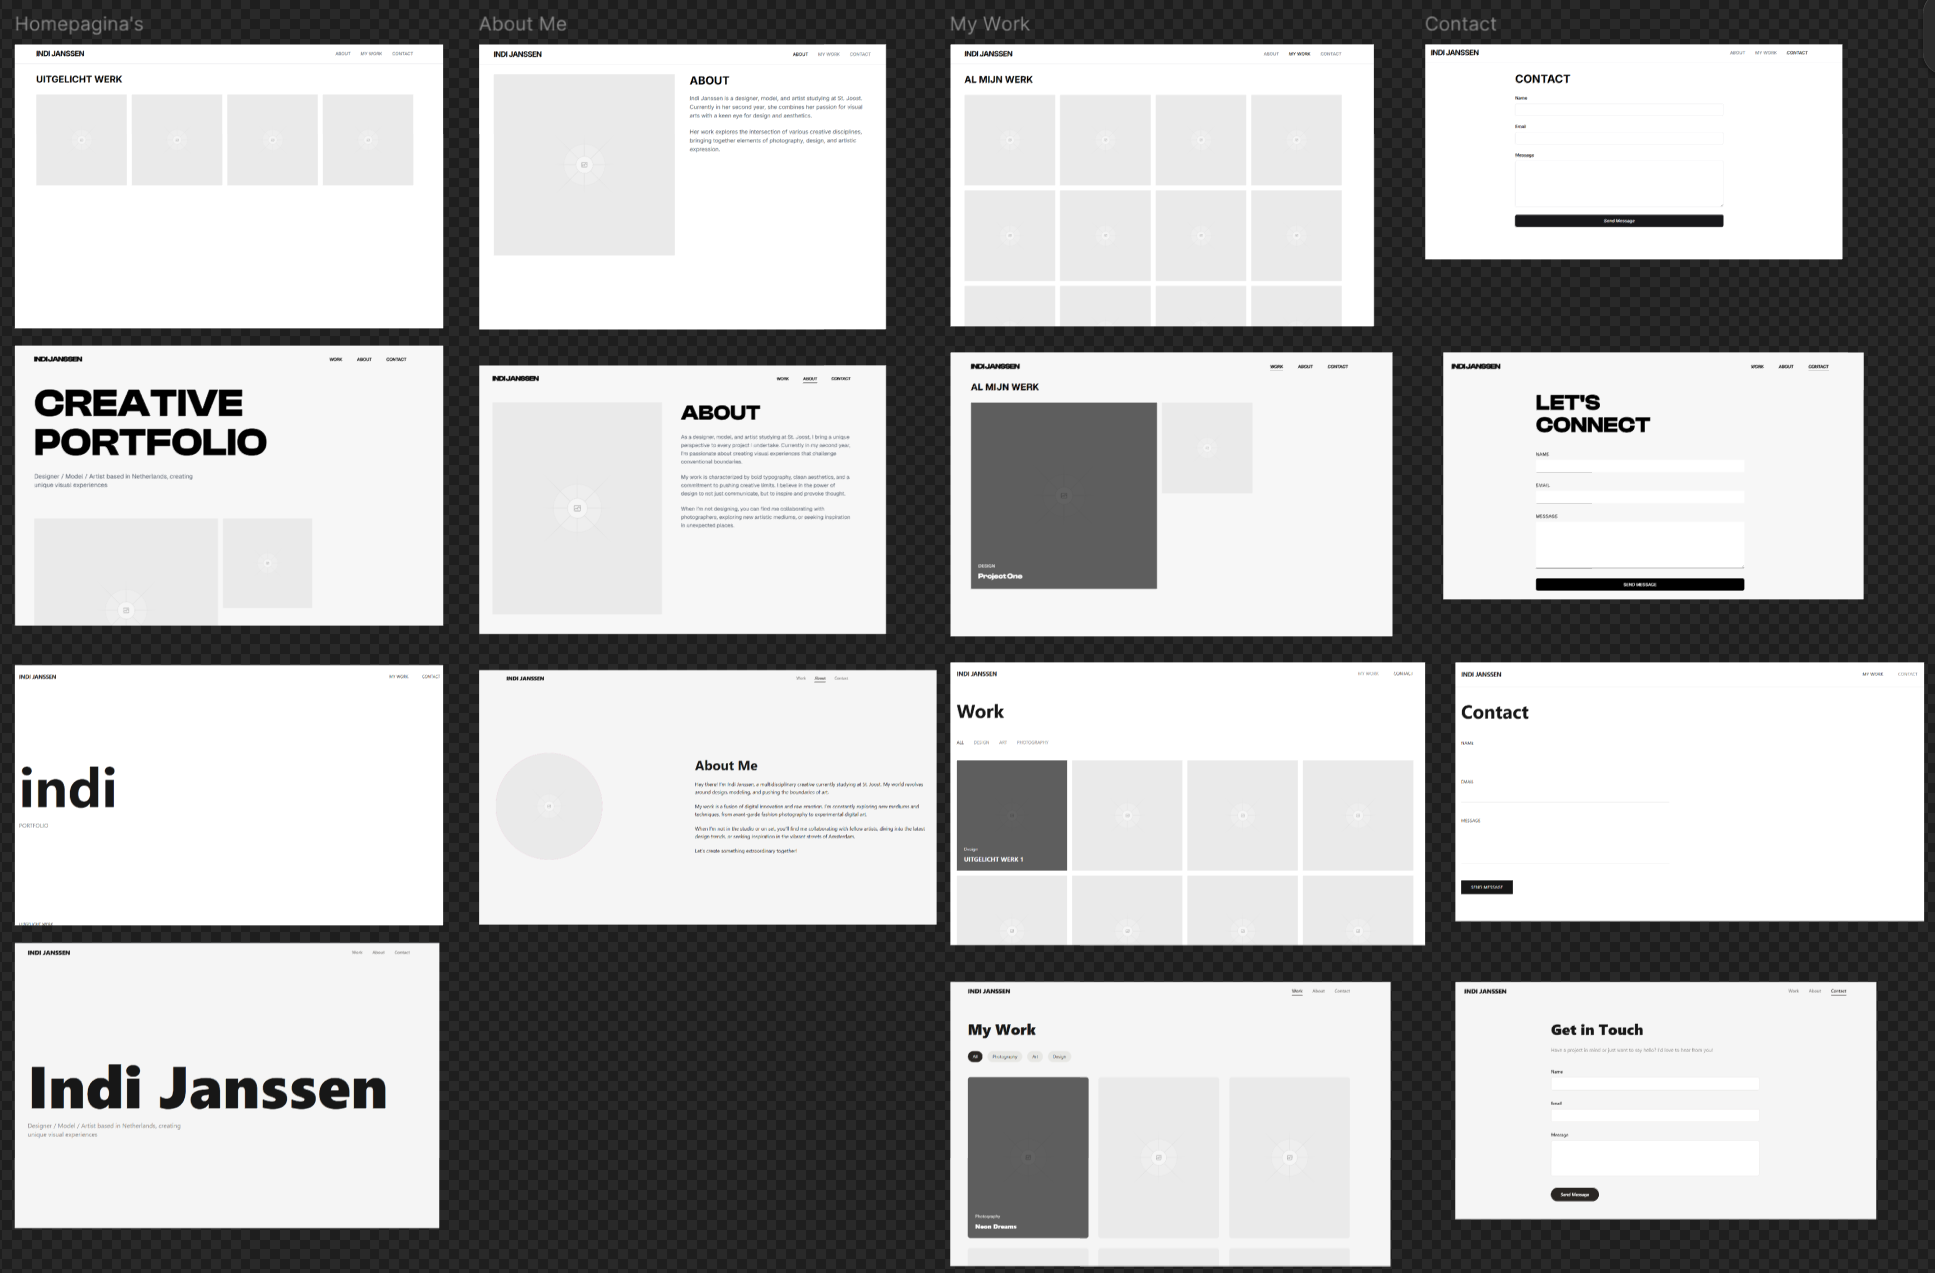 Homepagina's
INDI JANSSEN
ABOUT MY WORK CONTACT
UITGELICHT WERK
INDI JANSSEN
WORK ABOUT CONTACT
CREATIVE
PORTFOLIO
Designer / Model / Artist based in Netherlands, creating
unique visual experiences
INDI JANSSEN
MY WORK CONTACT
indi
PORTFOLIO
INDI JANSSEN
Work About Contact
Indi Janssen
Designer / Model / Artist based in Netherlands, creating
unique visual experiences
About Me
INDI JANSSEN
ABOUT MY WORK CONTACT
ABOUT
Indi Janssen is a designer, model, and artist studying at St. Joost.
Currently in her second year, she combines her passion for visual
arts with a keen eye for design and aesthetics.
Her work explores the intersection of various creative disciplines,
bringing together elements of photography, design, and artistic
expression.
INDI JANSSEN
WORK ABOUT CONTACT
ABOUT
As a designer, model, and artist studying at St. Joost, I bring a unique
perspective to every project I undertake. Currently in my second year,
I'm passionate about creating visual experiences that challenge
conventional boundaries.
My work is characterized by bold typography, clean aesthetics, and a
commitment to pushing creative limits. I believe in the power of
design to not just communicate, but to inspire and provoke thought.
When I'm not designing, you can find me collaborating with
photographers, exploring new artistic mediums, or seeking inspiration
in unexpected places.
INDI JANSSEN
Work About Contact
About Me
Hey there! I'm Indi Janssen, a multidisciplinary creative currently studying at St. Joost. My world revolves
around design, modeling, and pushing the boundaries of art.
My work is a fusion of digital innovation and raw emotion. I'm constantly exploring new mediums and
techniques, from avant-garde fashion photography to experimental digital art.
When I'm not in the studio or on set, you'll find me collaborating with fellow artists, diving into the latest
design trends, or seeking inspiration in the vibrant streets of Amsterdam.
Let's create something extraordinary together!
My Work
INDI JANSSEN
ABOUT MY WORK CONTACT
AL MIJN WERK
INDI JANSSEN
WORK ABOUT CONTACT
AL MIJN WERK
DESIGN
Project One
INDI JANSSEN
MY WORK CONTACT
Work
ALL DESIGN ART PHOTOGRAPHY
Design
UITGELICHT WERK 1
INDI JANSSEN
Work About Contact
My Work
All Photography Art Design
Photography
Neon Dreams
Contact
INDI JANSSEN
ABOUT MY WORK CONTACT
CONTACT
Name
Email
Message
Send Message
INDI JANSSEN
WORK ABOUT CONTACT
LET'S
CONNECT
NAME
EMAIL
MESSAGE
SEND MESSAGE
INDI JANSSEN
MY WORK CONTACT
Contact
NAME
EMAIL
MESSAGE
SEND MESSAGE
INDI JANSSEN
Work About Contact
Get in Touch
Have a project in mind or just want to say hello? I'd love to hear from you!
Name
Email
Message
Send Message